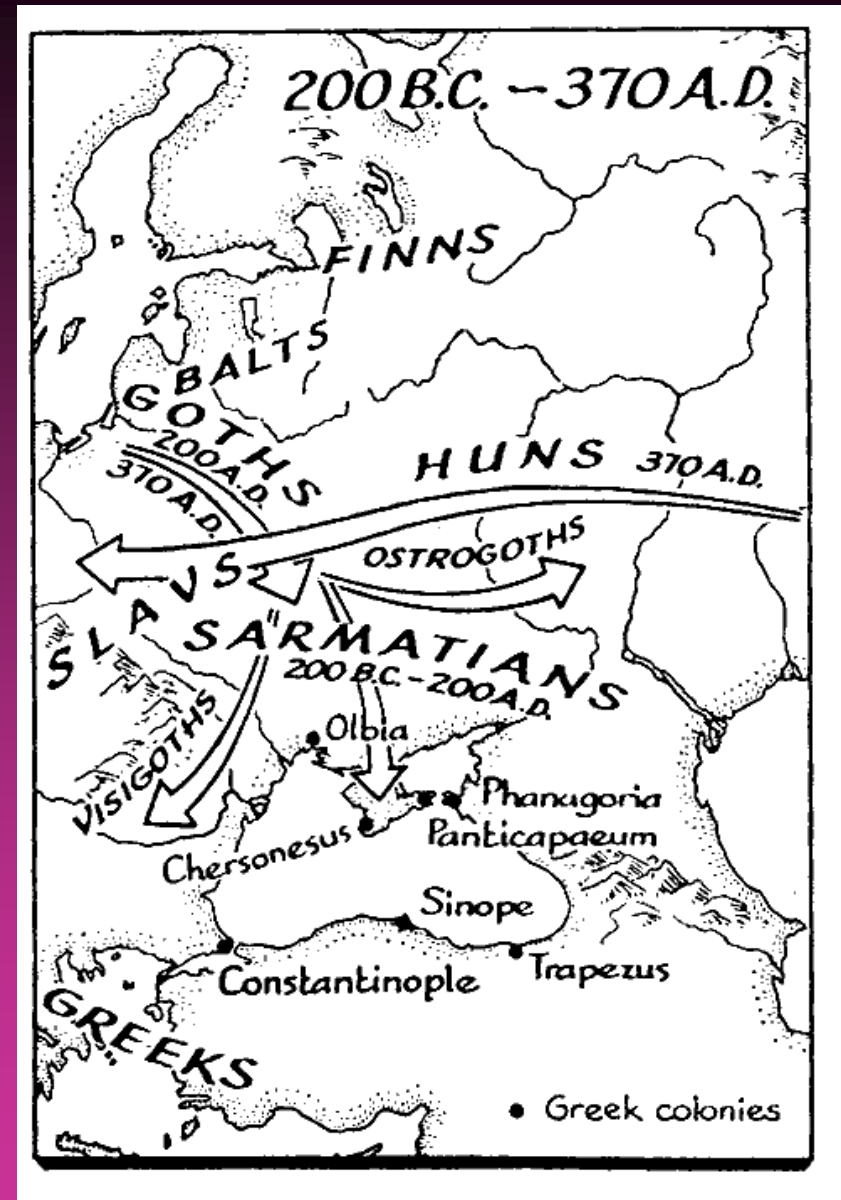 200 B.C. – 370 A.D.
FINNS
BALTS
GOTHS
200 A.D.
370 A.D.
HUNS 370 A.D.
OSTROGOTHS
SLAVS
SARMATIANS
200 B.C. – 200 A.D.
VISIGOTHS
Olbia
Phanagoria
Panticapaeum
Chersonesus
Sinope
Constantinople
Trapezus
GREEKS
Greek colonies